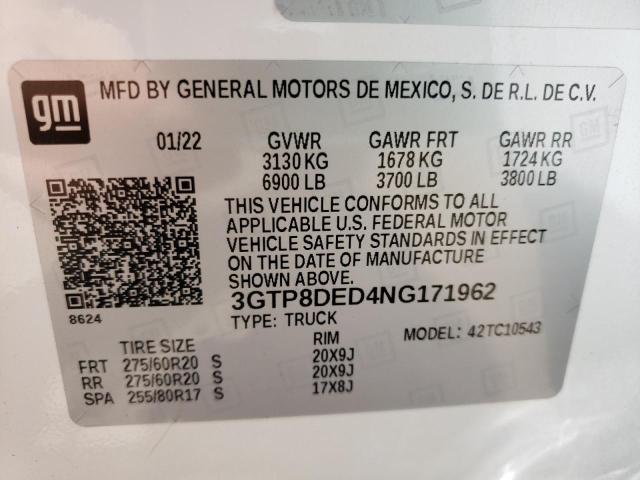 gm
MFD BY GENERAL MOTORS DE MEXICO, S. DE R.L. DE C.V.
01/22 GVWR GAWR FRT GAWR RR
3130 KG 1678 KG 1724 KG
6900 LB 3700 LB 3800 LB
THIS VEHICLE CONFORMS TO ALL
APPLICABLE U.S. FEDERAL MOTOR
VEHICLE SAFETY STANDARDS IN EFFECT
ON THE DATE OF MANUFACTURE
SHOWN ABOVE.
3GTP8DED4NG171962
8624
TYPE: TRUCK MODEL: 42TC10543
TIRE SIZE RIM
FRT 275/60R20 S 20X9J
RR 275/60R20 S 20X9J
SPA 255/80R17 S 17X8J